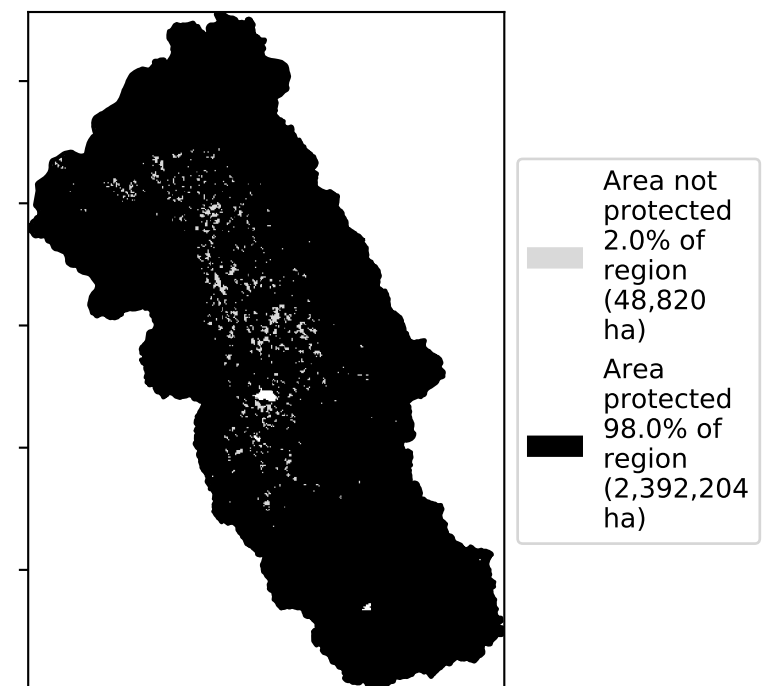 Area not
protected
2.0% of
region
(48,820
ha)
Area
protected
98.0% of
region
(2,392,204
ha)